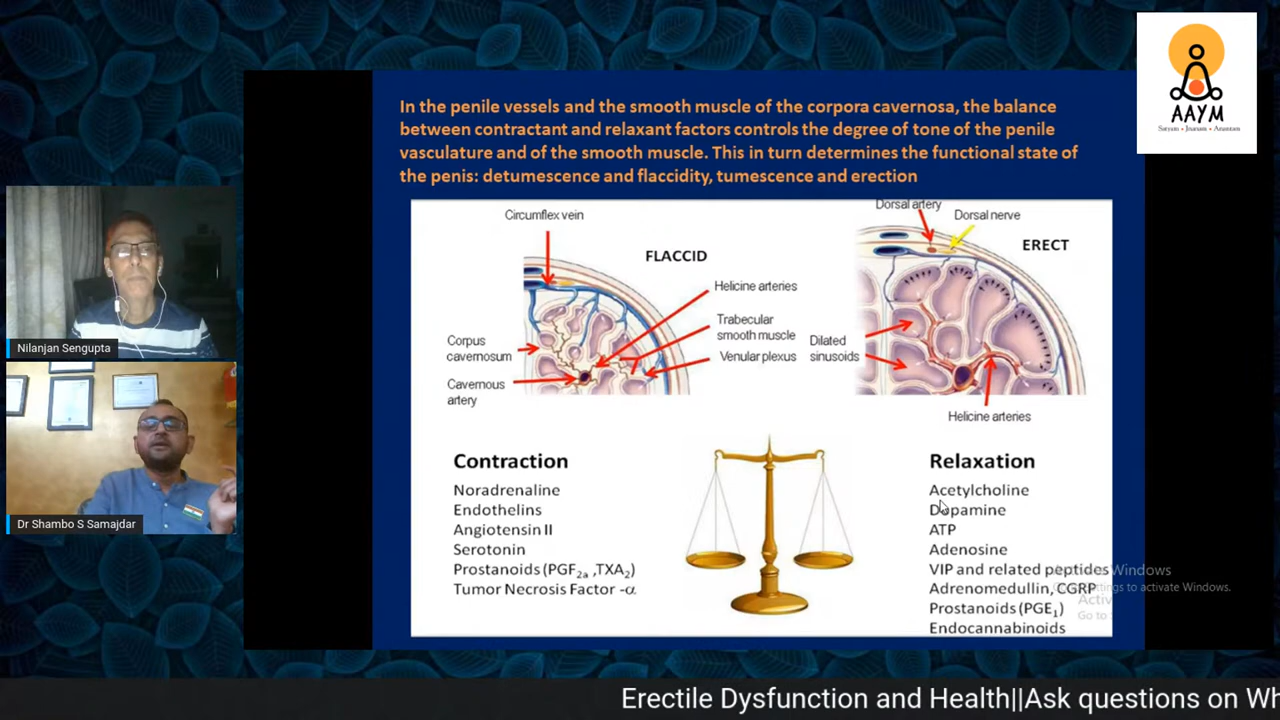 AAYM
Satyam • Jnanam • Anantam
In the penile vessels and the smooth muscle of the corpora cavernosa, the balance
between contractant and relaxant factors controls the degree of tone of the penile
vasculature and of the smooth muscle. This in turn determines the functional state of
the penis: detumescence and flaccidity, tumescence and erection
Circumflex vein
FLACCID
Helicine arteries
Trabecular
smooth muscle
Venular plexus
Corpus
cavernosum
Cavernous
artery
Dorsal artery
Dorsal nerve
ERECT
Dilated
sinusoids
Helicine arteries
Contraction
Noradrenaline
Endothelins
Angiotensin II
Serotonin
Prostanoids (PGF2a ,TXA2)
Tumor Necrosis Factor -α
Relaxation
Acetylcholine
Dopamine
ATP
Adenosine
VIP and related peptides
Adrenomedullin, CGRP
Prostanoids (PGE1)
Endocannabinoids
Windows
to activate Windows.
Activ
Go to
Nilanjan Sengupta
Dr Shambo S Samajdar
Erectile Dysfunction and Health||Ask questions on Wh